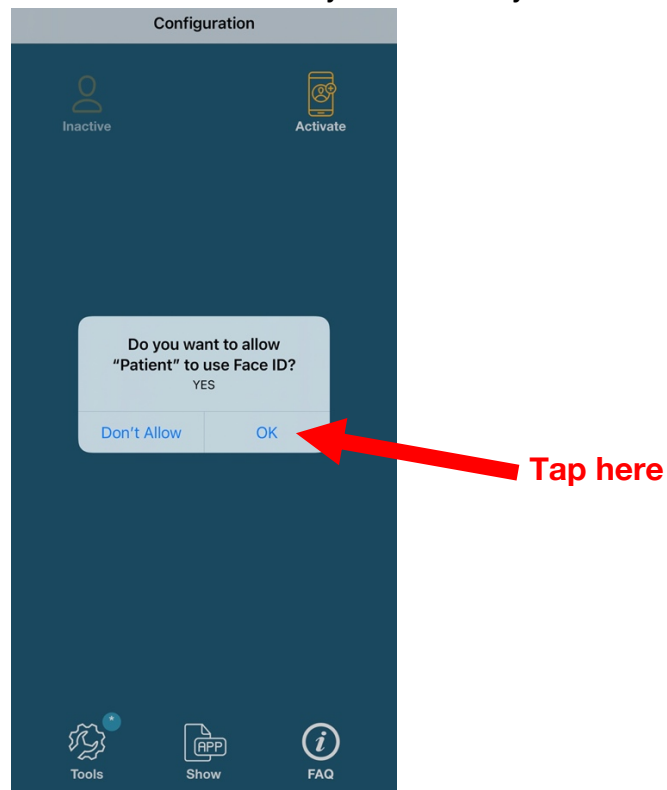 Configuration
Inactive
Activate
Do you want to allow
“Patient” to use Face ID?
YES
Don’t Allow
OK
Tap here
APP
Tools
Show
FAQ